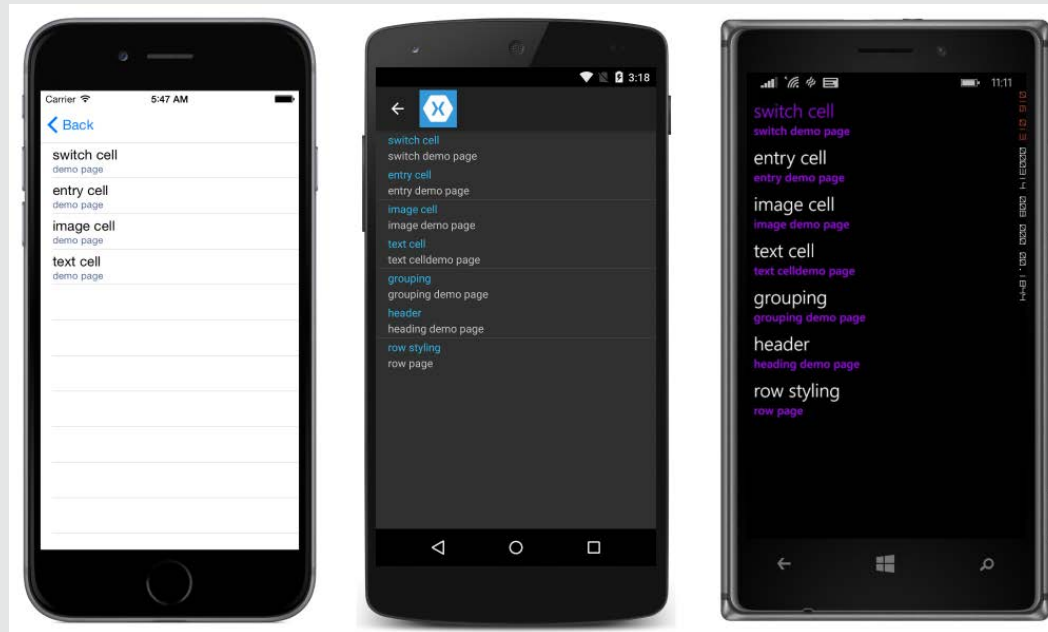 Carrier
5:47 AM
Back
switch cell
demo page
entry cell
demo page
image cell
demo page
text cell
demo page
3:18
switch cell
switch demo page
entry cell
entry demo page
image cell
image demo page
text cell
text celldemo page
grouping
grouping demo page
header
heading demo page
row styling
row page
11:11
switch cell
switch demo page
entry cell
entry demo page
image cell
image demo page
text cell
text celldemo page
grouping
grouping demo page
header
heading demo page
row styling
row page